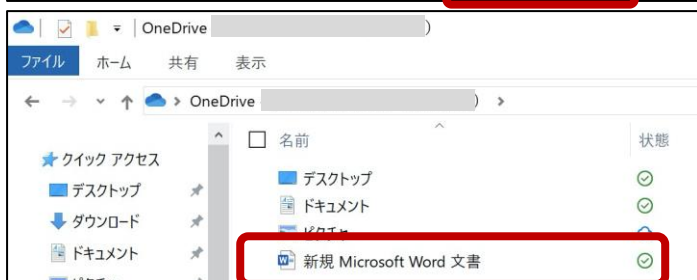 OneDrive )
ファイル ホーム 共有 表示
OneDrive )
名前 状態
クイック アクセス
デスクトップ
ダウンロード
ドキュメント
デスクトップ
ドキュメント
新規 Microsoft Word 文書